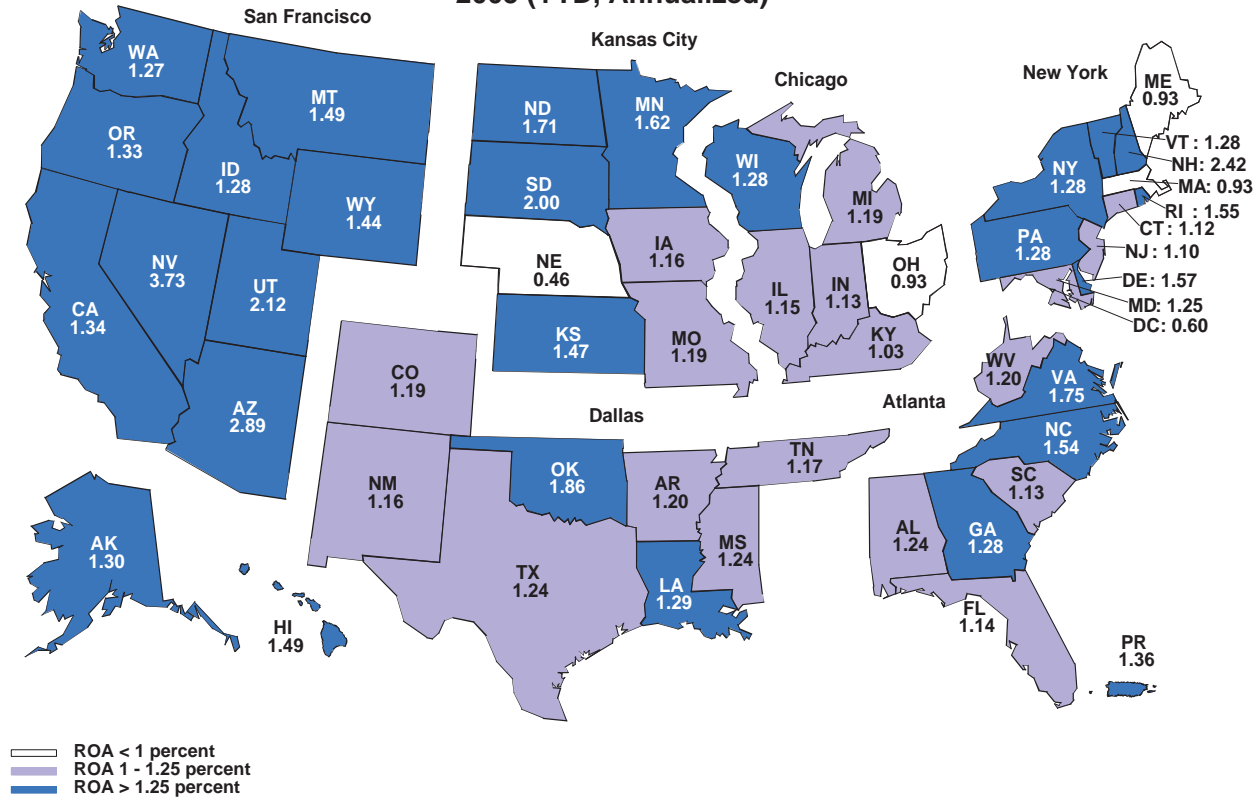 (YTD, Annualized)
San Francisco
Kansas City
Chicago
New York
WA
1.27
MT
1.49
OR
1.33
ID
1.28
WY
1.44
NV
3.73
UT
2.12
CA
1.34
AZ
2.89
AK
1.30
HI
1.49
ND
1.71
MN
1.62
SD
2.00
IA
1.16
NE
0.46
KS
1.47
MO
1.19
WI
1.28
MI
1.19
IL
1.15
IN
1.13
OH
0.93
KY
1.03
ME
0.93
VT : 1.28
NH: 2.42
MA: 0.93
RI : 1.55
CT : 1.12
NJ : 1.10
DE: 1.57
MD: 1.25
DC: 0.60
NY
1.28
PA
1.28
Dallas
CO
1.19
NM
1.16
OK
1.86
TX
1.24
AR
1.20
LA
1.29
MS
1.24
TN
1.17
Atlanta
WV
1.20
VA
1.75
NC
1.54
SC
1.13
AL
1.24
GA
1.28
FL
1.14
PR
1.36
ROA < 1 percent
ROA 1 - 1.25 percent
ROA > 1.25 percent